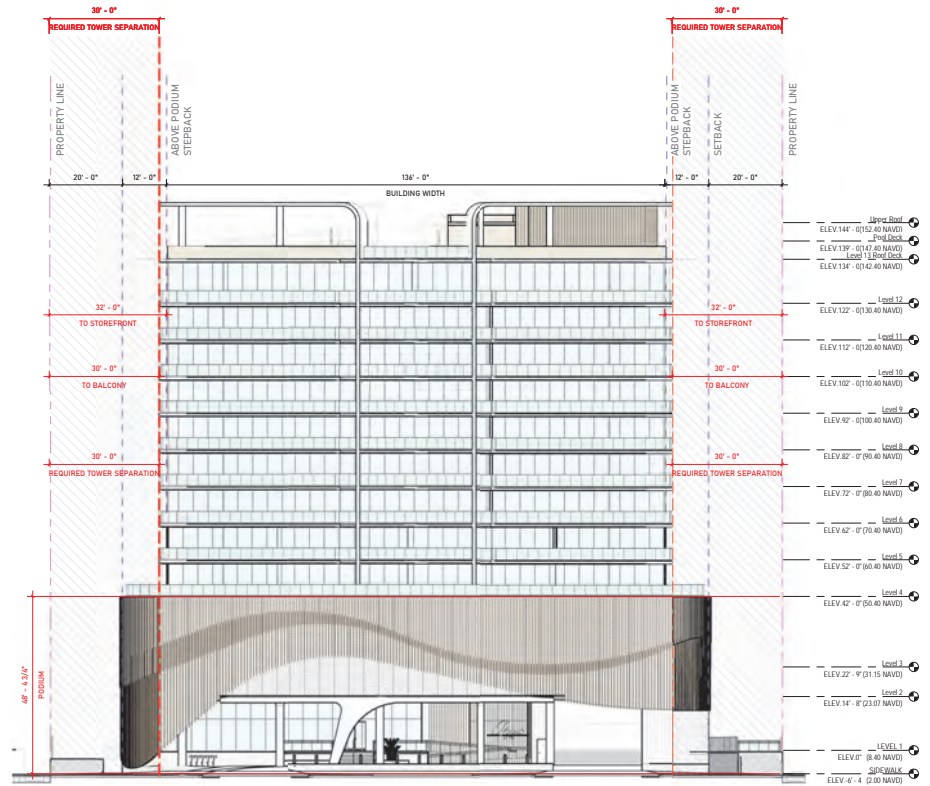 30' - 0"
REQUIRED TOWER SEPARATION
30' - 0"
REQUIRED TOWER SEPARATION
PROPERTY LINE
ABOVE PODIUM
STEPBACK
ABOVE PODIUM
STEPBACK
SETBACK
PROPERTY LINE
20' - 0"
12' - 0"
136' - 0"
12' - 0"
20' - 0"
BUILDING WIDTH
Upper Roof
ELEV.144' - 0(152.40 NAVD)
Pool Deck
ELEV.139' - 0(147.40 NAVD)
Level 13 Roof Deck
ELEV.134' - 0(142.40 NAVD)
32' - 0"
TO STOREFRONT
32' - 0"
TO STOREFRONT
Level 12
ELEV.122' - 0(130.40 NAVD)
Level 11
ELEV.112' - 0(120.40 NAVD)
30' - 0"
TO BALCONY
30' - 0"
TO BALCONY
Level 10
ELEV.102' - 0(110.40 NAVD)
Level 9
ELEV.92' - 0(100.40 NAVD)
Level 8
ELEV.82' - 0"(90.40 NAVD)
30' - 0"
REQUIRED TOWER SEPARATION
30' - 0"
REQUIRED TOWER SEPARATION
Level 7
ELEV.72' - 0"(80.40 NAVD)
Level 6
ELEV.62' - 0"(70.40 NAVD)
Level 5
ELEV.52' - 0"(60.40 NAVD)
Level 4
ELEV.42' - 0"(50.40 NAVD)
48' - 4 3/4"
PODIUM
Level 3
ELEV.22' - 9"(31.15 NAVD)
Level 2
ELEV.14' - 8"(23.07 NAVD)
LEVEL 1
ELEV.0" (8.40 NAVD)
SIDEWALK
ELEV.-6' - 4 (2.00 NAVD)